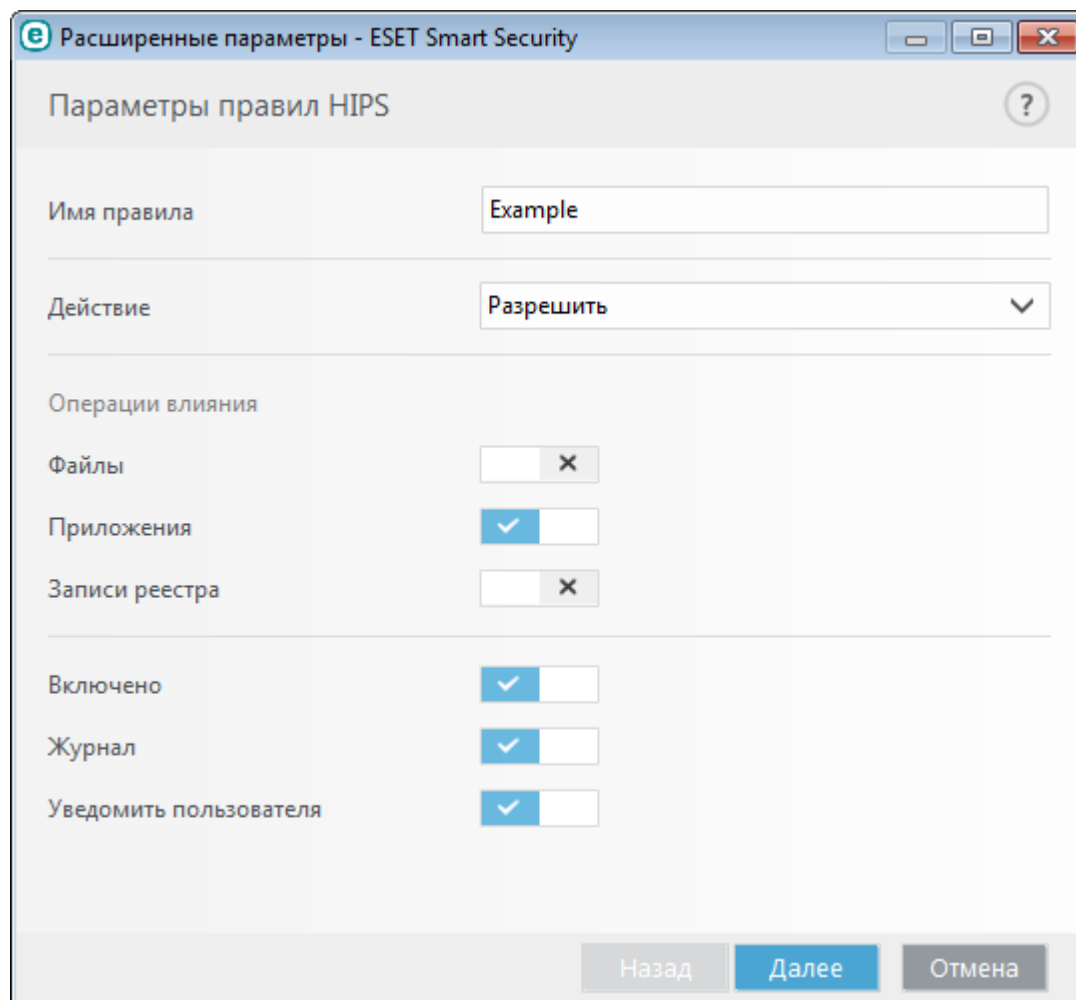 Расширенные параметры - ESET Smart Security
Параметры правил HIPS
?
Имя правила
Example
Действие
Разрешить
Операции влияния
Файлы
Приложения
Записи реестра
Включено
Журнал
Уведомить пользователя
Назад Далее Отмена